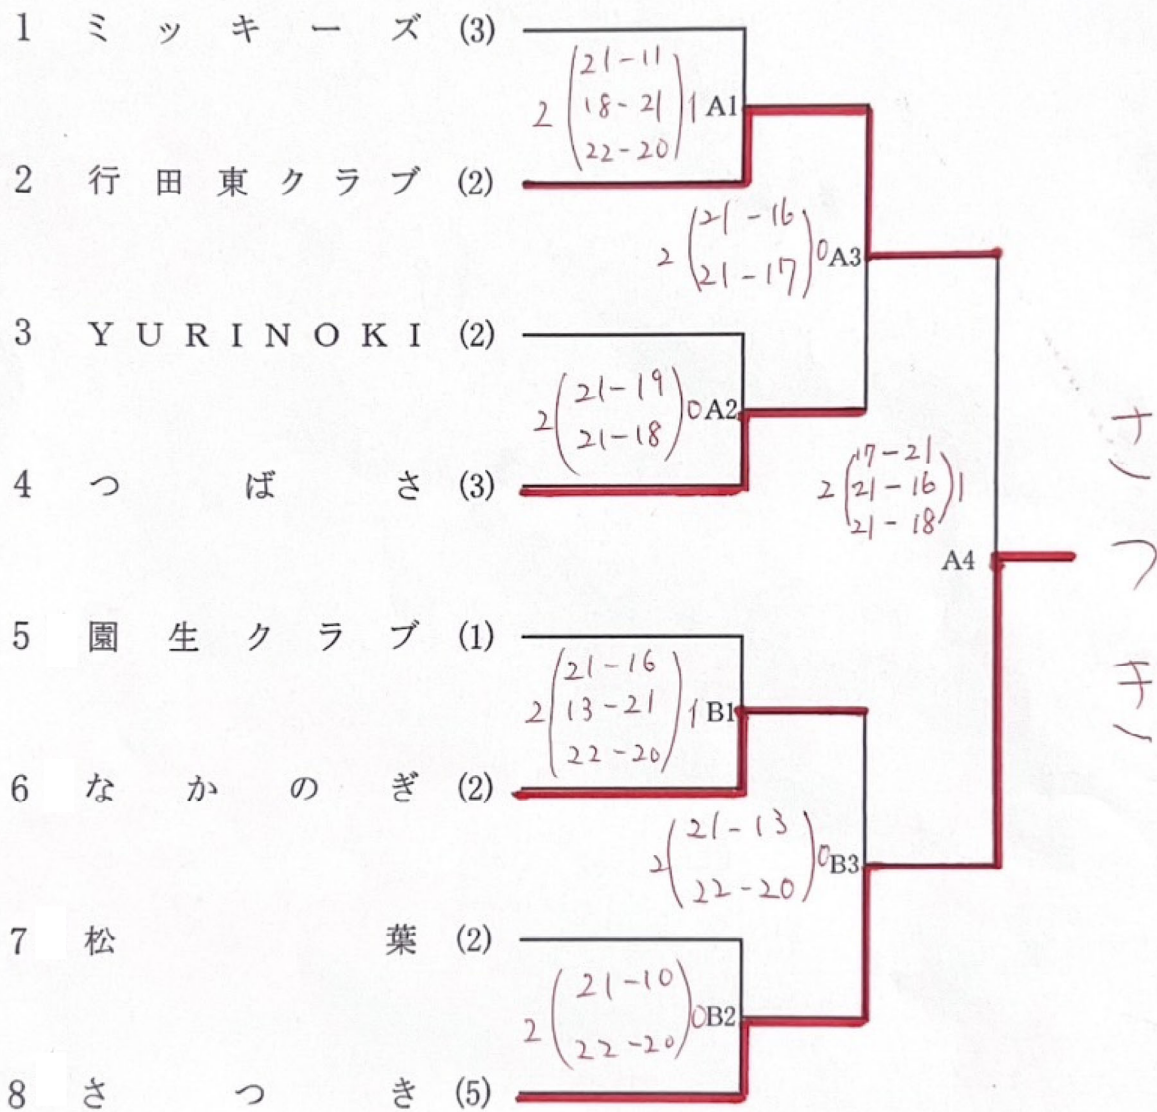 1 ミッキーズ (3)
2 ( 21-11 18-21 22-20 ) 1 A1
2 行田東クラブ (2)
2 ( 21-16 21-17 ) 0 A3
3 YURINOKI (2)
2 ( 21-19 21-18 ) 0 A2
4 つばさ (3)
2 ( 17-21 21-16 21-18 ) 1
A4
さつき
5 園生クラブ (1)
2 ( 21-16 13-21 22-20 ) 1 B1
6 なかのぎ (2)
2 ( 21-13 22-20 ) 0 B3
7 松葉 (2)
2 ( 21-10 22-20 ) 0 B2
8 さつき (5)